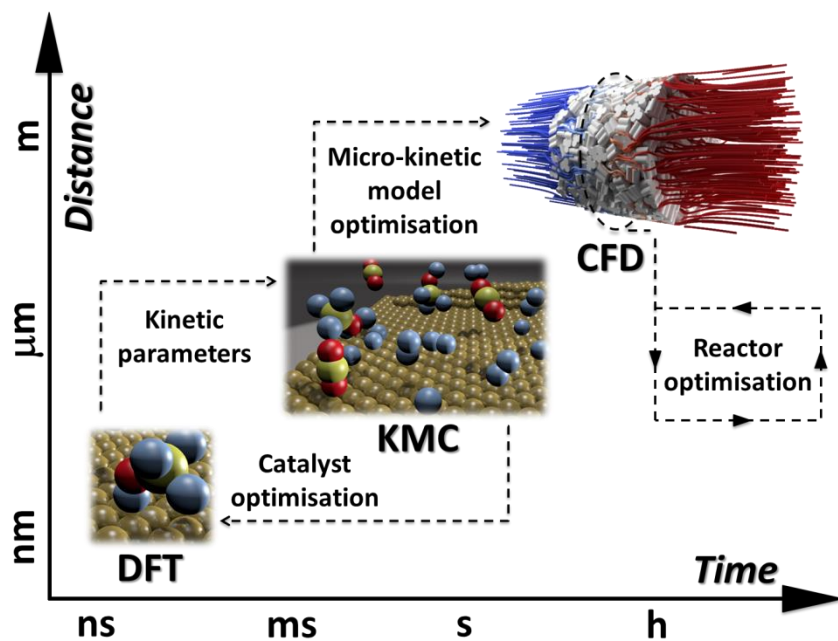 m
Distance
μm
nm
Micro-kinetic
model
optimisation
CFD
Kinetic
parameters
Reactor
optimisation
KMC
Catalyst
optimisation
DFT
Time
ns
ms
s
h